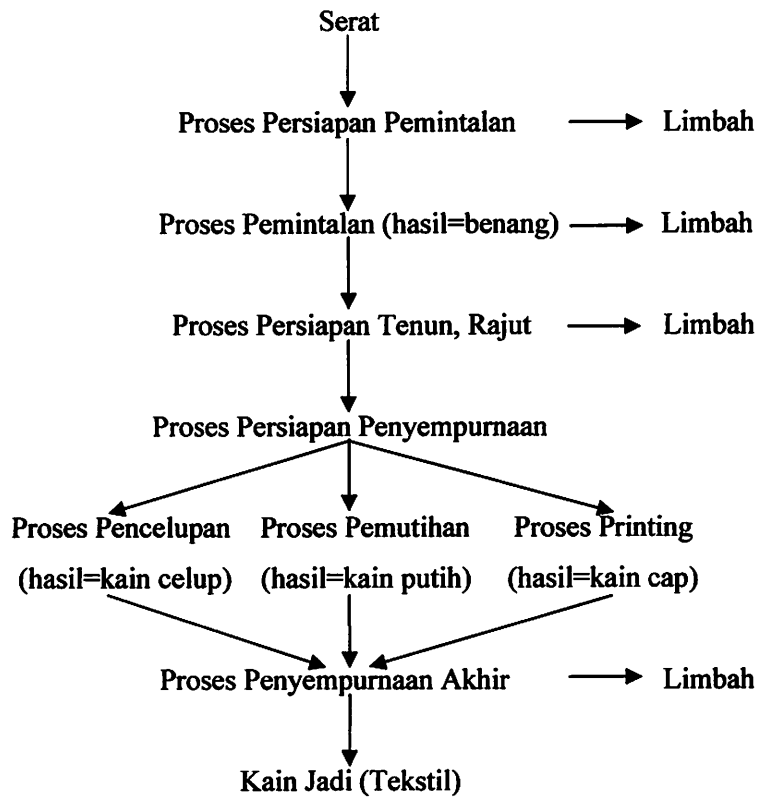 Serat
Proses Persiapan Pemintalan Limbah
Proses Pemintalan (hasil=benang) Limbah
Proses Persiapan Tenun, Rajut Limbah
Proses Persiapan Penyempurnaan
Proses Pencelupan Proses Pemutihan Proses Printing
(hasil=kain celup) (hasil=kain putih) (hasil=kain cap)
Proses Penyempurnaan Akhir Limbah
Kain Jadi (Tekstil)